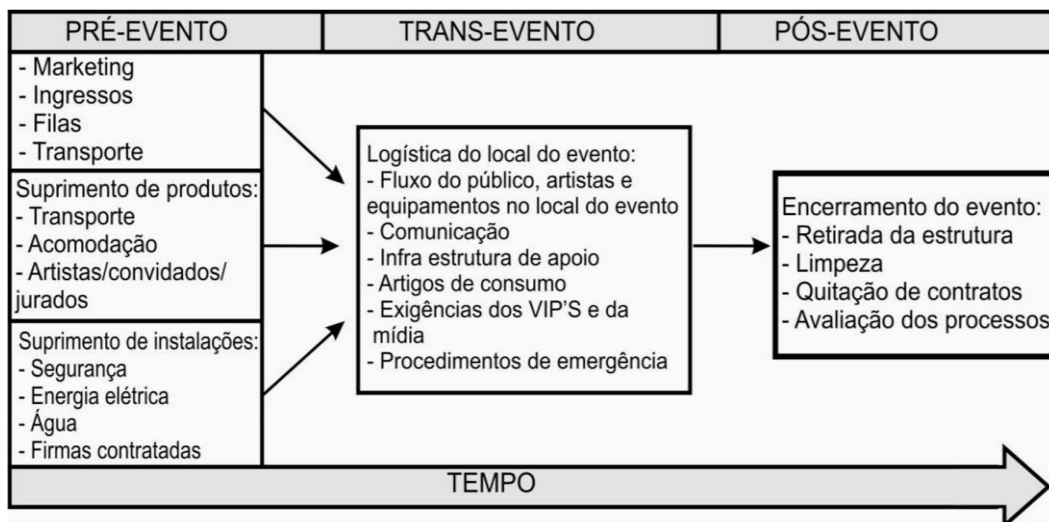 PRÉ-EVENTO
TRANS-EVENTO
PÓS-EVENTO
- Marketing
- Ingressos
- Filas
- Transporte
Suprimento de produtos:
- Transporte
- Acomodação
- Artistas/convidados/
jurados
Suprimento de instalações:
- Segurança
- Energia elétrica
- Água
- Firmas contratadas
Logística do local do evento:
- Fluxo do público, artistas e
equipamentos no local do evento
- Comunicação
- Infra estrutura de apoio
- Artigos de consumo
- Exigências dos VIP'S e da
mídia
- Procedimentos de emergência
Encerramento do evento:
- Retirada da estrutura
- Limpeza
- Quitação de contratos
- Avaliação dos processos
TEMPO